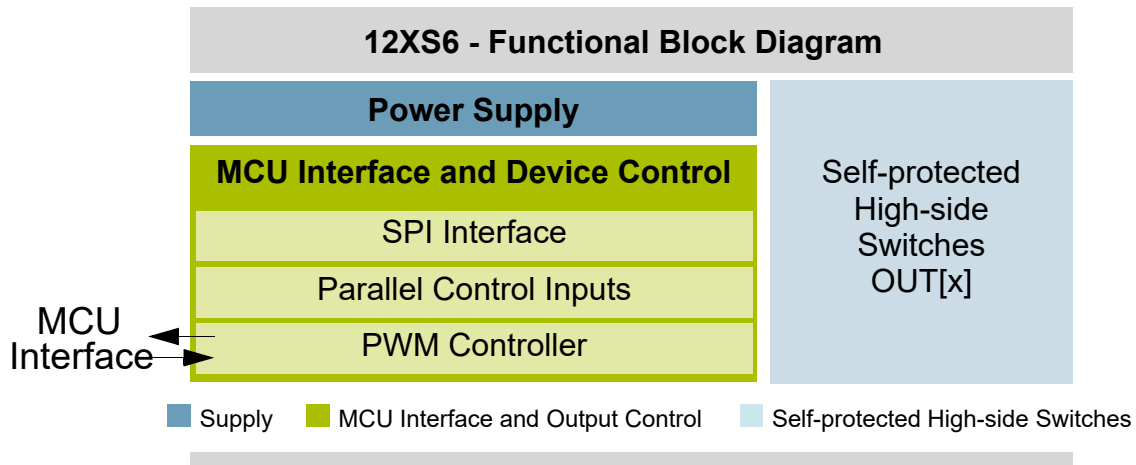 12XS6 - Functional Block Diagram
Power Supply
MCU Interface and Device Control
SPI Interface
Parallel Control Inputs
PWM Controller
Self-protected
High-side
Switches
OUT[x]
MCU
Interface
Supply
MCU Interface and Output Control
Self-protected High-side Switches